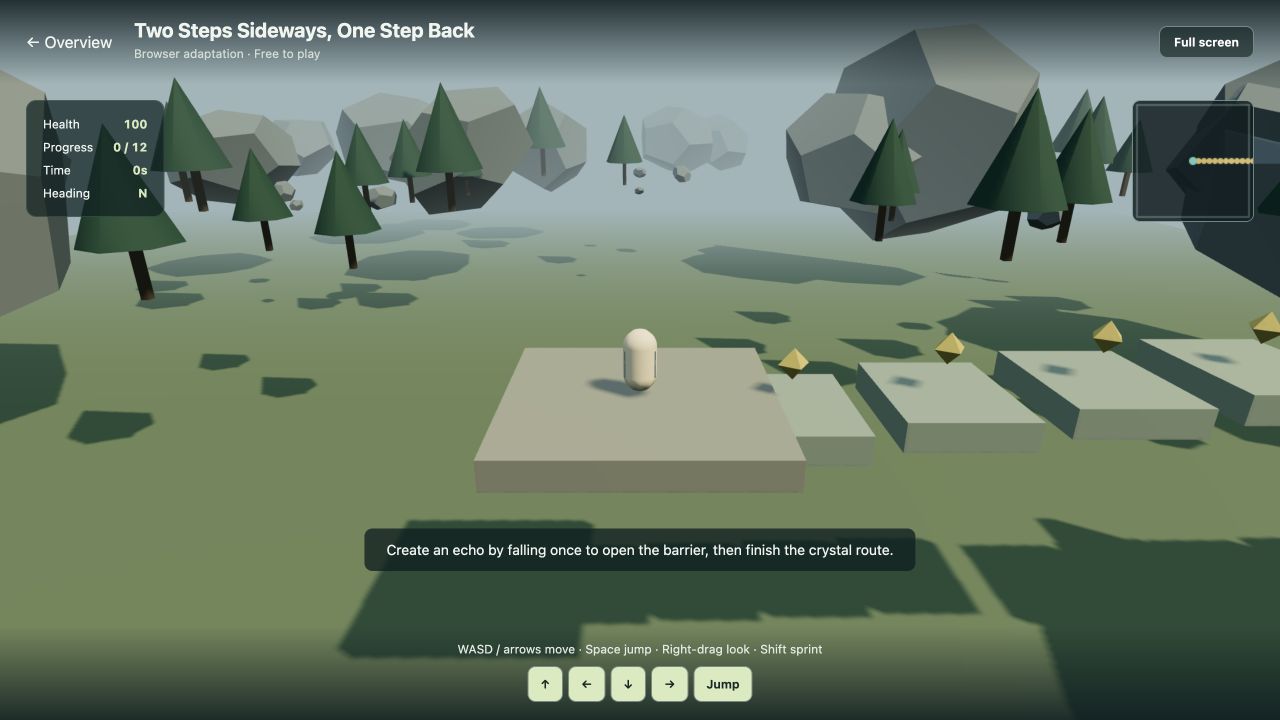 ← Overview
Two Steps Sideways, One Step Back
Browser adaptation · Free to play
Full screen
Health 100
Progress 0 / 12
Time 0s
Heading N
Create an echo by falling once to open the barrier, then finish the crystal route.
WASD / arrows move · Space jump · Right-drag look · Shift sprint
↑ ← ↓ → Jump